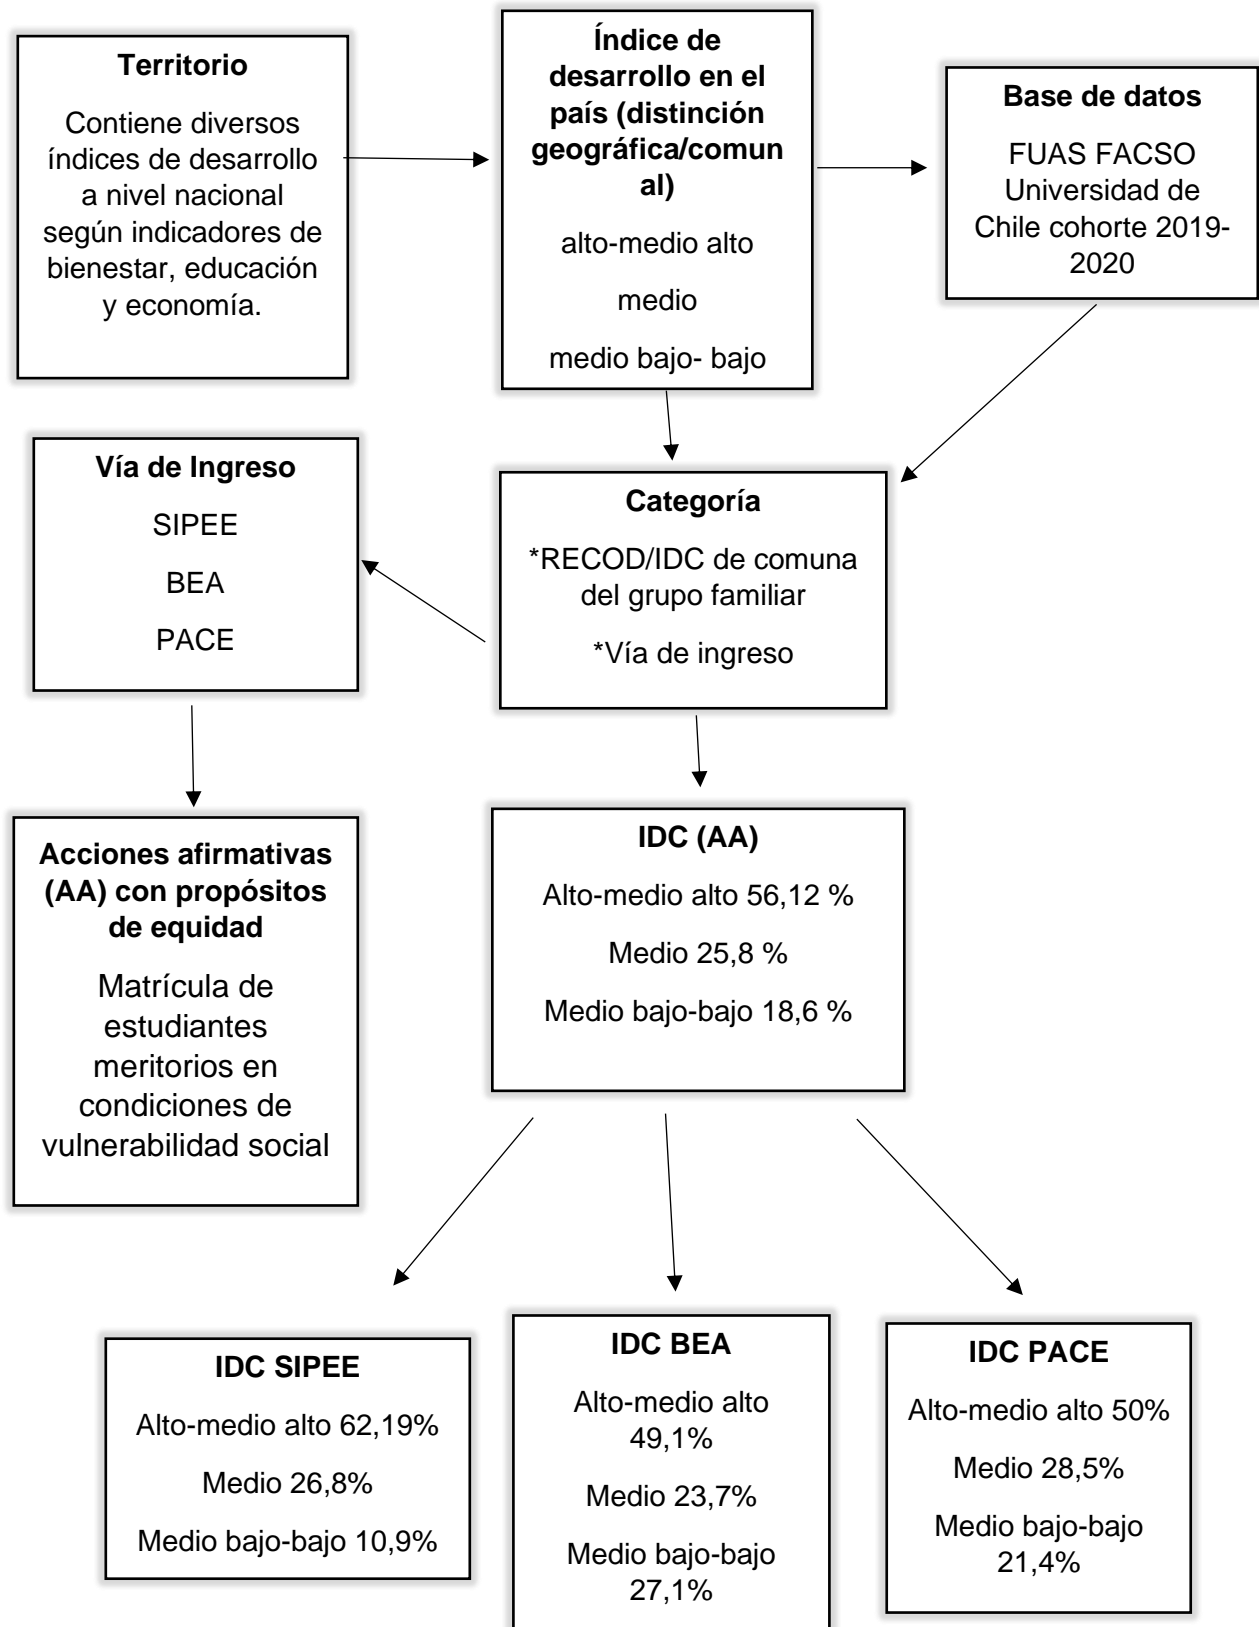 Territorio
Contiene diversos
índices de desarrollo
a nivel nacional
según indicadores de
bienestar, educación
y economía.
Índice de
desarrollo en el
país (distinción
geográfica/comun
al)
alto-medio alto
medio
medio bajo- bajo
Base de datos
FUAS FACSO
Universidad de
Chile cohorte 2019-
2020
Vía de Ingreso
SIPEE
BEA
PACE
Categoría
*RECOD/IDC de comuna
del grupo familiar
*Vía de ingreso
Acciones afirmativas
(AA) con propósitos
de equidad
Matrícula de
estudiantes
meritorios en
condiciones de
vulnerabilidad social
IDC (AA)
Alto-medio alto 56,12 %
Medio 25,8 %
Medio bajo-bajo 18,6 %
IDC SIPEE
Alto-medio alto 62,19%
Medio 26,8%
Medio bajo-bajo 10,9%
IDC BEA
Alto-medio alto
49,1%
Medio 23,7%
Medio bajo-bajo
27,1%
IDC PACE
Alto-medio alto 50%
Medio 28,5%
Medio bajo-bajo
21,4%